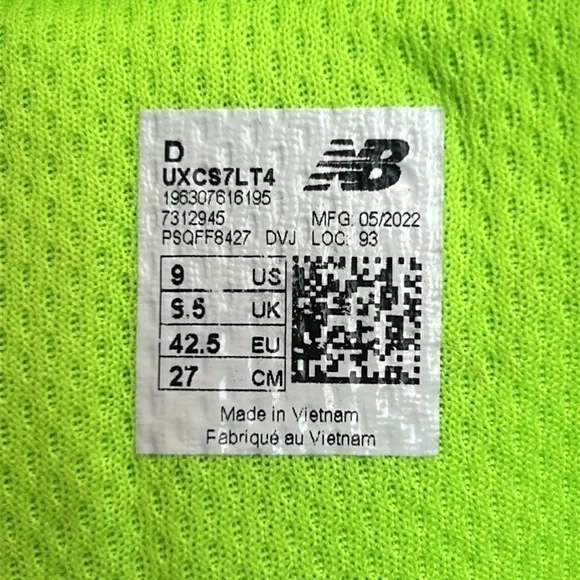 D
NB
UXCS7LT4
196307616195
7312945 MFG: 05/2022
PSQFF8427 DVJ LOC: 93
9 US
8.5 UK
42.5 EU
27 CM
Made in Vietnam
Fabriqué au Vietnam